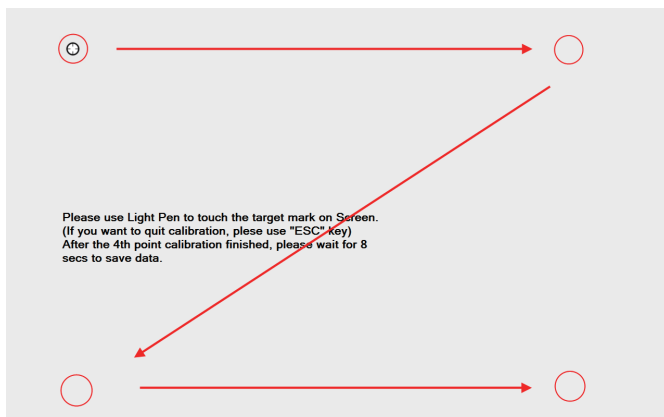 Please use Light Pen to touch the target mark on Screen.
(If you want to quit calibration, plese use "ESC" key)
After the 4th point calibration finished, please wait for 8
secs to save data.